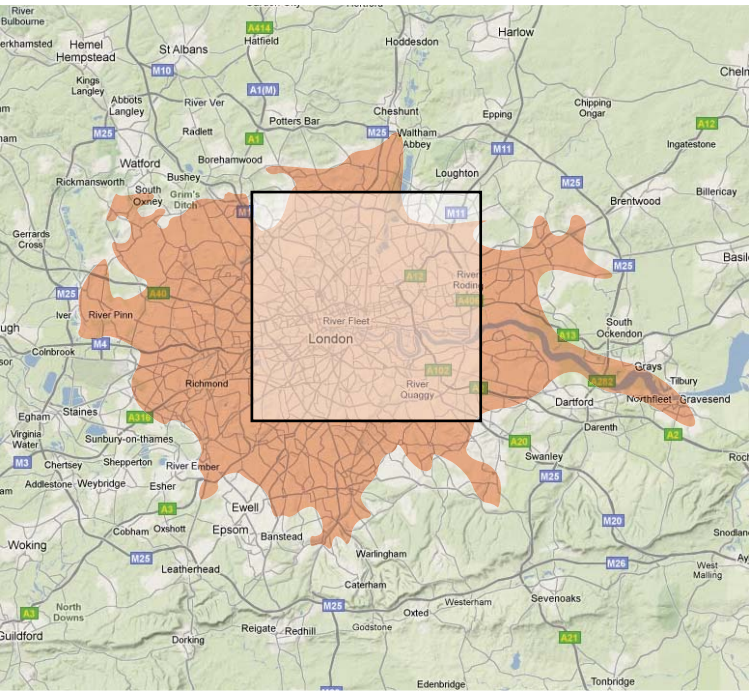 River
Bulbourne
A414
Hatfield
Hoddesdon
Harlow
Hemel
Hempstead
St Albans
M10
Kings
Langley
A1(M)
Abbots
Langley
River Ver
Cheshunt
Epping
Chipping
Ongar
A12
M25
Radlett
A1
Potters Bar
M25
Waltham
Abbey
M11
Ingatestone
Watford
Borehamwood
Bushey
Loughton
Rickmansworth
South
Oxney
Grim's
Ditch
M25
Brentwood
Billericay
M11
Gerrards
Cross
M25
A12
River
Roding
M25
Iver
A40
River Pinn
River Fleet
London
A13
South
Ockendon
Colnbrook
M4
A102
Grays
Tilbury
Richmond
River
Quaggy
A282
Dartford
Northfleet
Gravesend
Egham
Staines
A316
Darenth
A2
Virginia
Water
Sunbury-on-thames
A20
M3
Chertsey
Shepperton
River Ember
Swanley
M25
Addlestone
Weybridge
Esher
A3
Ewell
M20
Cobham
Oxshott
Epsom
Banstead
Woking
M25
Leatherhead
Warlingham
M26
West
Malling
Caterham
A3
North
Downs
M25
Oxted
Westerham
Sevenoaks
Guildford
Dorking
Reigate
Redhill
Godstone
A21
Edenbridge
Tonbridge